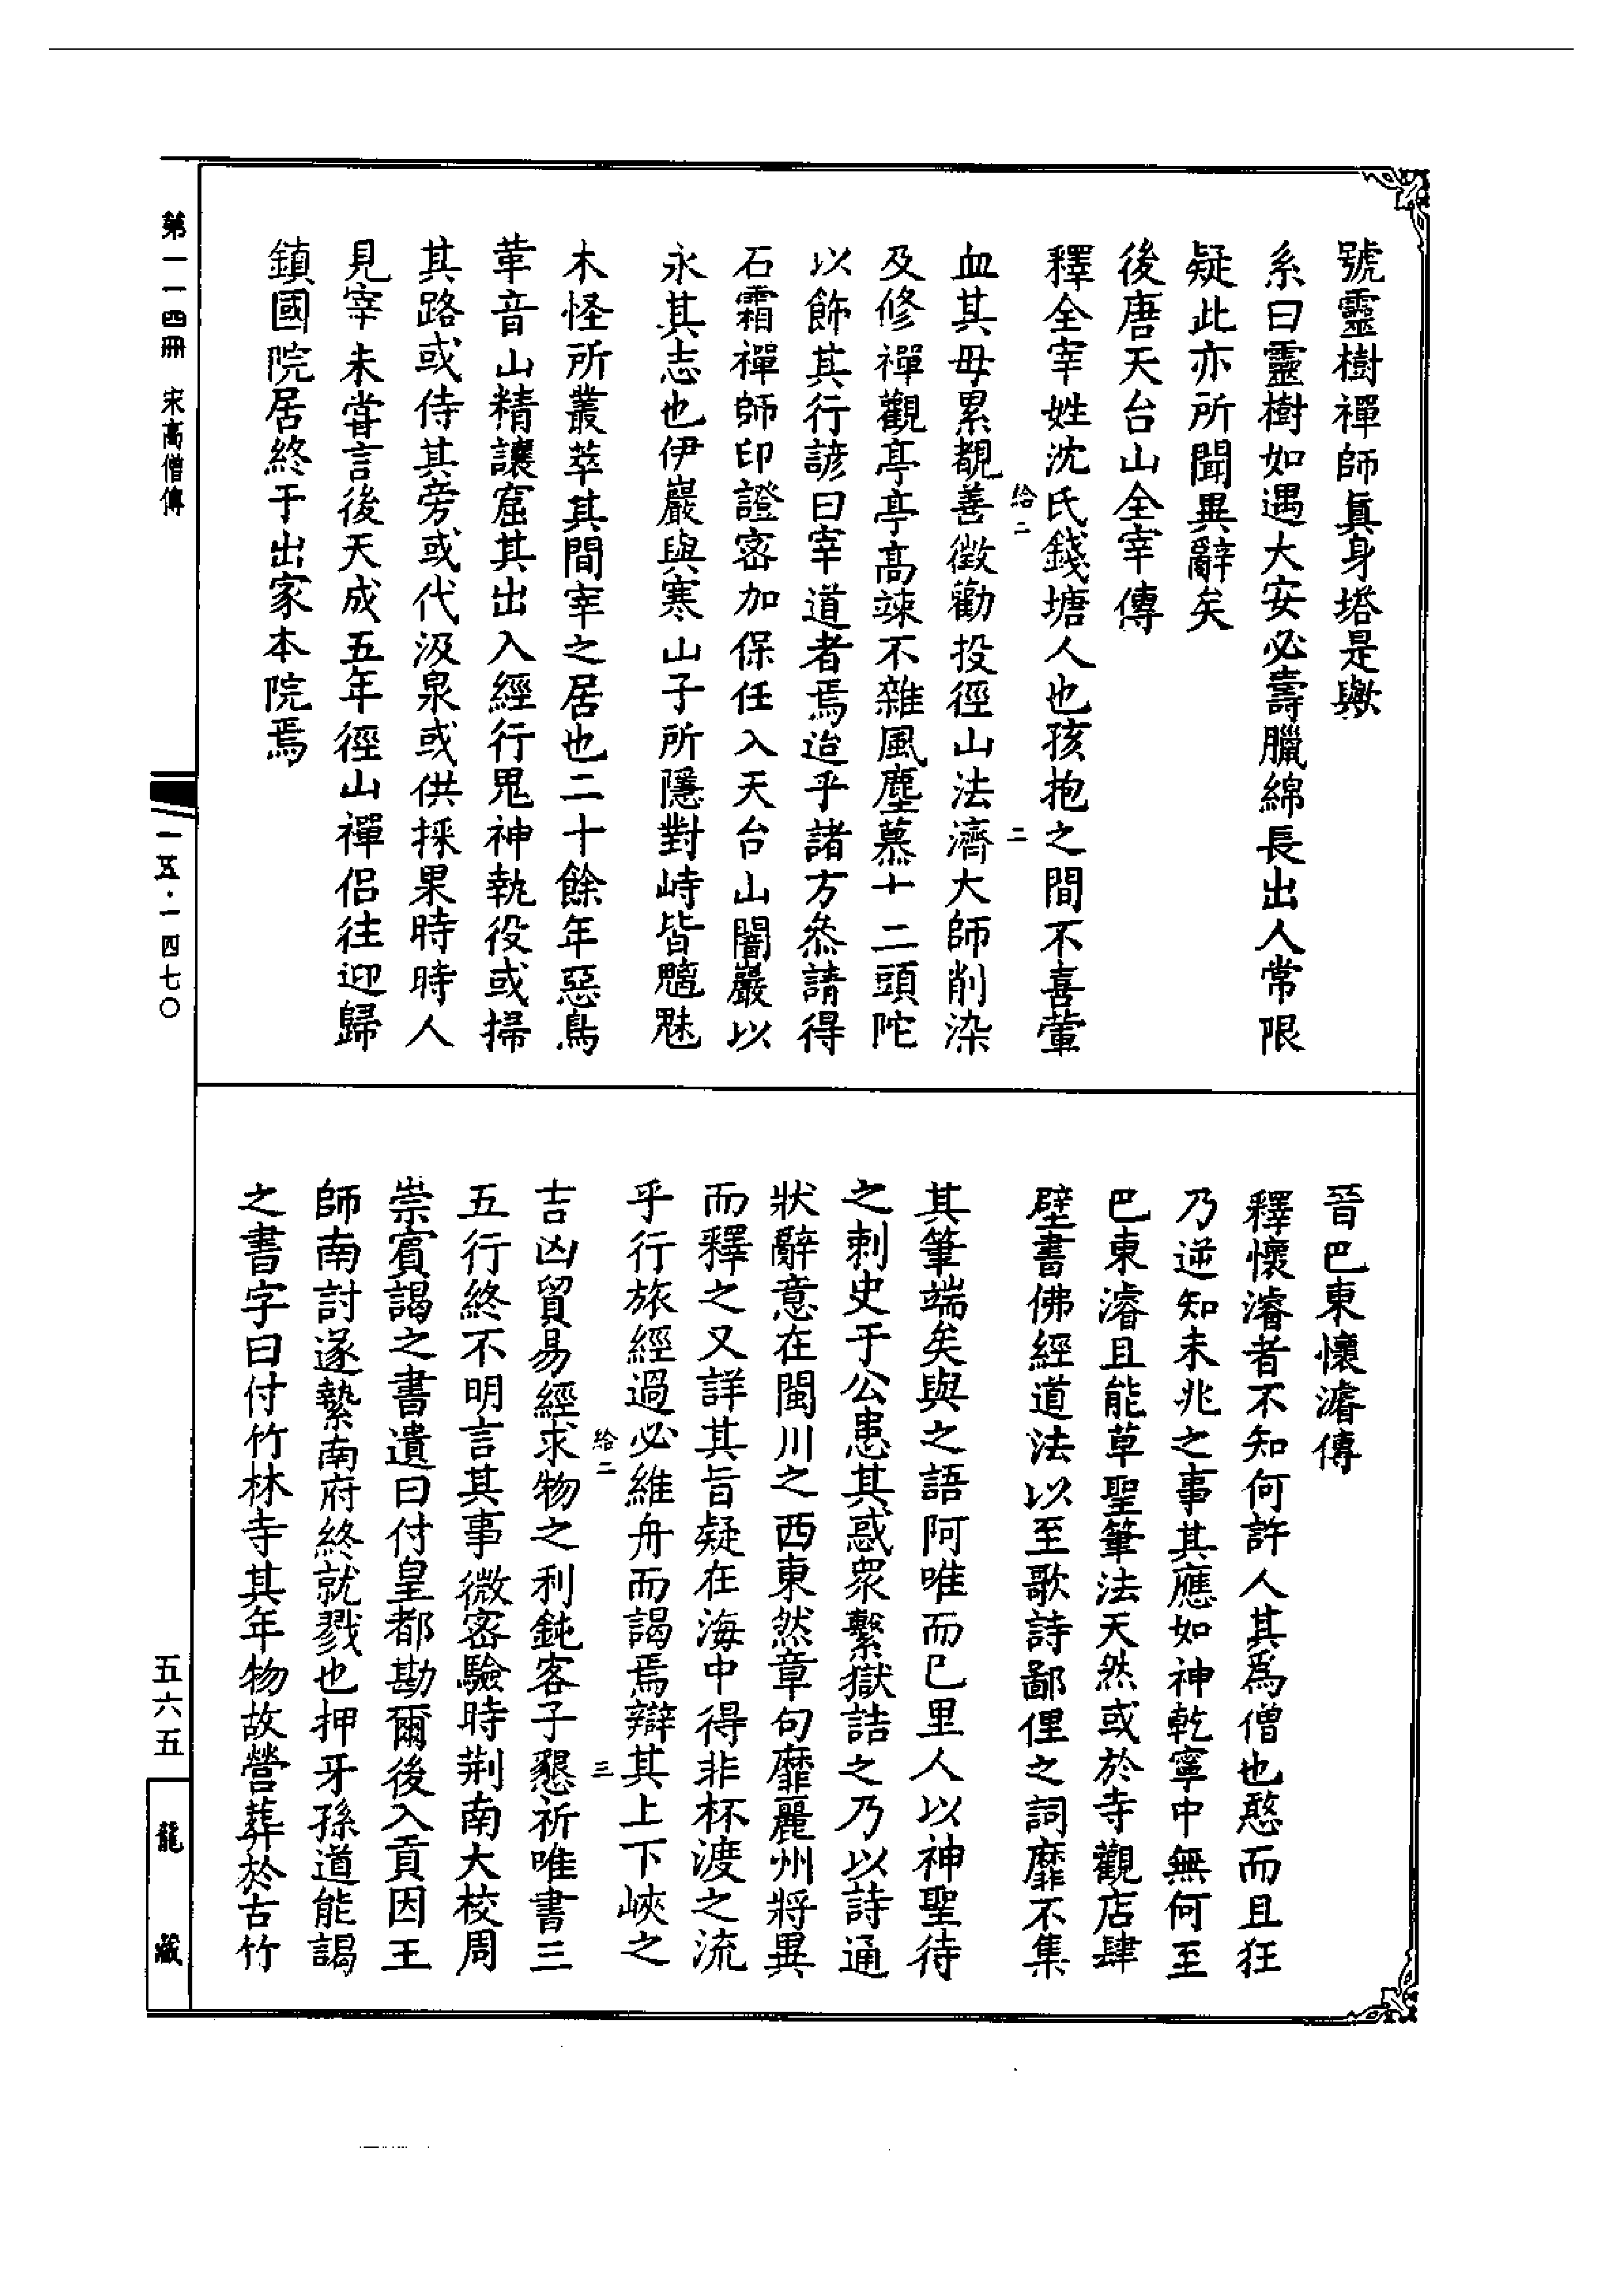 號靈樹禪師眞身塔是歟
系曰靈樹如遇大安必壽臘綿長出人常限
疑此亦所聞異辭矣
後唐天台山全宰傳
釋全宰姓沈氏錢塘人也孩抱之間不喜葷
給二
二
血其母累覩善徵勸投徑山法濟大師削染
及修禪觀亭亭高竦不雜風塵慕十二頭陀
以飾其行諺曰宰道者焉迨乎諸方叅請得
石霜禪師印證密加保任入天台山闇巖以
永其志也伊巖與寒山子所隱對峙皆魑魅
木怪所叢萃其間宰之居也二十餘年惡鳥
革音山精讓窟其出入經行鬼神執役或掃
其路或侍其旁或代汲泉或供採果時時人
見宰未甞言後天成五年徑山禪侣往迎歸
鎮國院居終于出家本院焉
晉巴東懷濬傳
釋懷濬者不知何許人其爲僧也憨而且狂
乃逆知未兆之事其應如神乾寧中無何至
巴東濬且能草聖筆法天然或於寺觀店肆
壁書佛經道法以至歌詩鄙俚之詞靡不集
其筆端矣與之語阿唯而已里人以神聖待
之刺史于公患其惑衆繫獄詰之乃以詩通
狀辭意在閩川之西東然章句靡麗州將異
而釋之又詳其旨疑在海中得非杯渡之流
乎行旅經過必維舟而謁焉辯其上下峽之
給二
三
吉凶貿易經求物之利鈍客子懇祈唯書三
五行終不明言其事微密驗時荆南大校周
崇賓謁之書遺曰付皇都勘爾後入貢因王
師南討遂縶南府終就戮也押牙孫道能謁
之書字曰付竹林寺其年物故營葬於古竹
第一一四冊 宋高僧傳
一五·一四七〇
五六五
龍藏